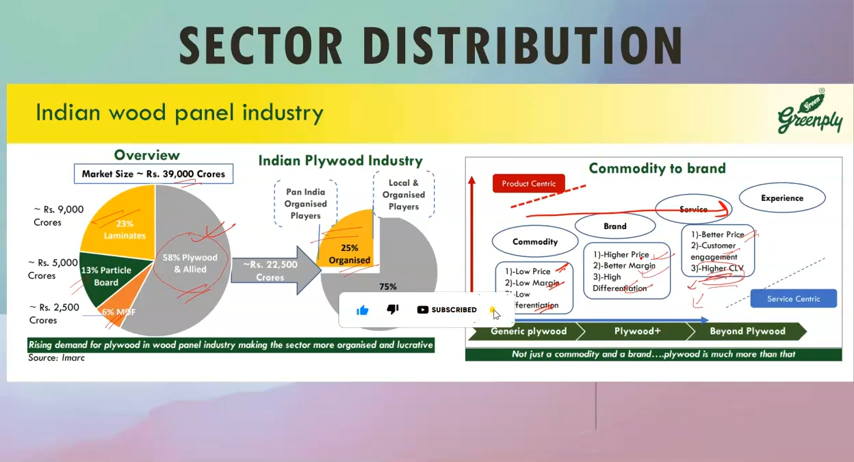 SECTOR DISTRIBUTION
Indian wood panel industry
Green
Greenply
Overview
Market Size ~ Rs. 39,000 Crores
~ Rs. 9,000
Crores
~ Rs. 5,000
Crores
~ Rs. 2,500
Crores
23%
Laminates
13% Particle
Board
6% MDF
58% Plywood
& Allied
~Rs. 22,500
Crores
Indian Plywood Industry
Pan India
Organised
Players
Local &
Organised
Players
25%
Organised
75%
SUBSCRIBED
Rising demand for plywood in wood panel industry making the sector more organised and lucrative
Source: Imarc
Commodity to brand
Product Centric
Commodity
Brand
Service
Experience
1)-Low Price
2)-Low Margin
3)-Low
Differentiation
1)-Higher Price
2)-Better Margin
3)-High
Differentiation
1)-Better Price
2)-Customer
engagement
3)-Higher CLV
Service Centric
Generic plywood
Plywood+
Beyond Plywood
Not just a commodity and a brand....plywood is much more than that